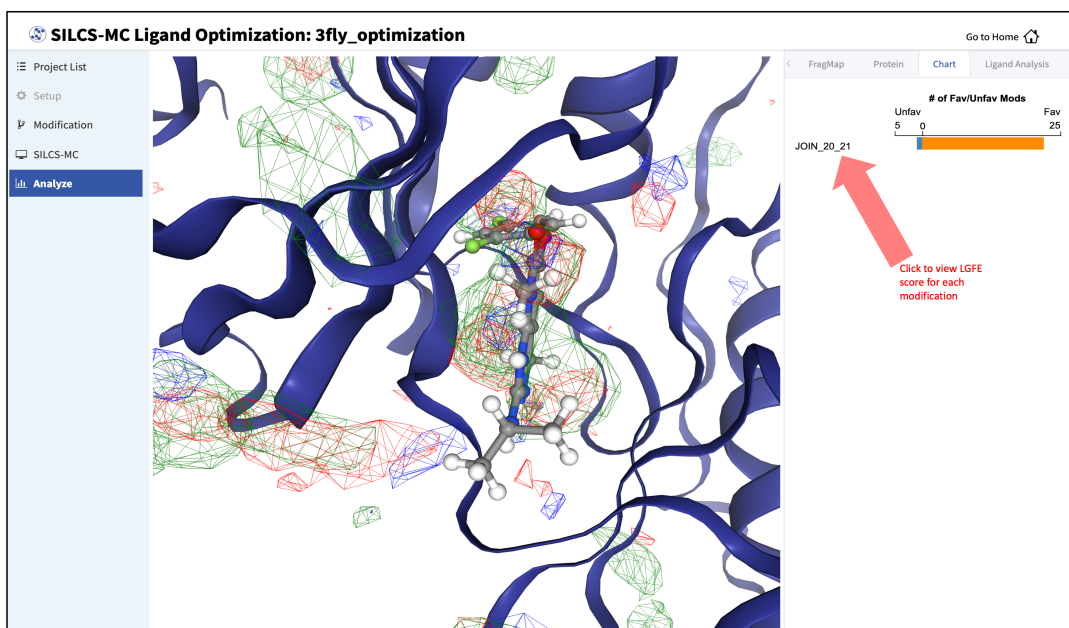 SILCS-MC Ligand Optimization: 3fly_optimization
Go to Home
Project List
Setup
Modification
SILCS-MC
Analyze
FragMap Protein Chart Ligand Analysis
# of Fav/Unfav Mods
Unfav Fav
5 0 25
JOIN_20_21
Click to view LGFE
score for each
modification